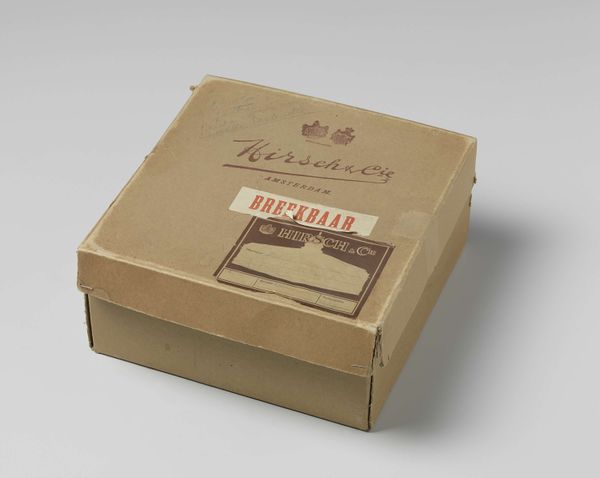 Hirsch & Cie
AMSTERDAM.
BREEKBAAR
HIRSCH & Cie